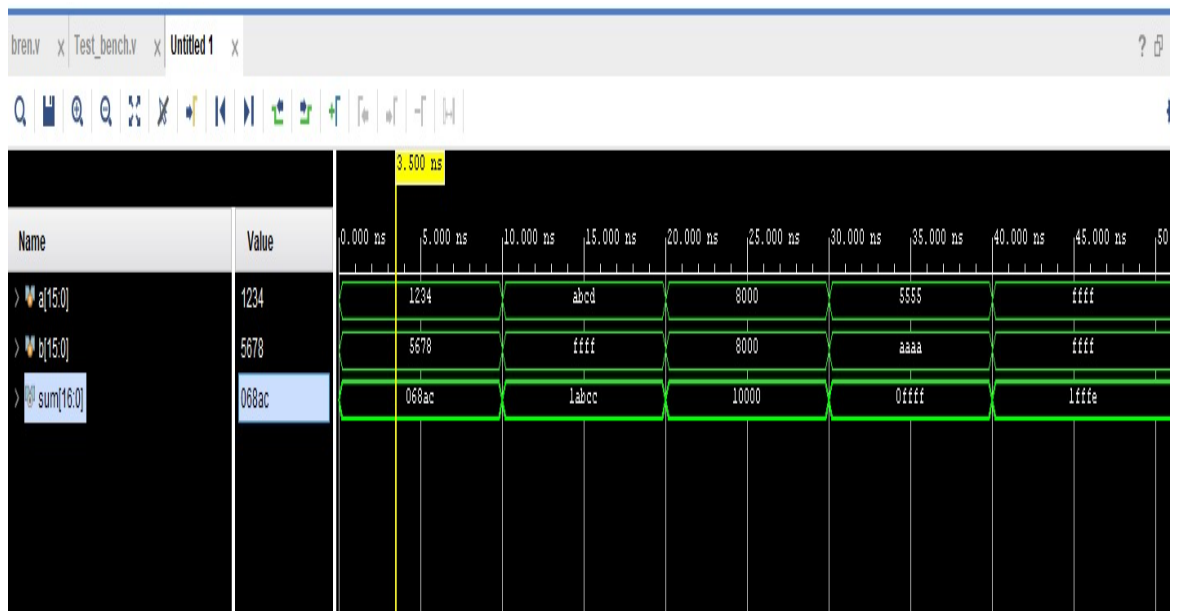 bren.v x Test_bench.v x Untitled 1 x ?
3.500 ns
Name Value 0.000 ns 5.000 ns 10.000 ns 15.000 ns 20.000 ns 25.000 ns 30.000 ns 35.000 ns 40.000 ns 45.000 ns 50
> a[15:0] 1234 1234 abcd 8000 5555 ffff
> b[15:0] 5678 5678 ffff 8000 aaaa ffff
> sum[16:0] 068ac 068ac 1abcc 10000 0ffff 1fffe